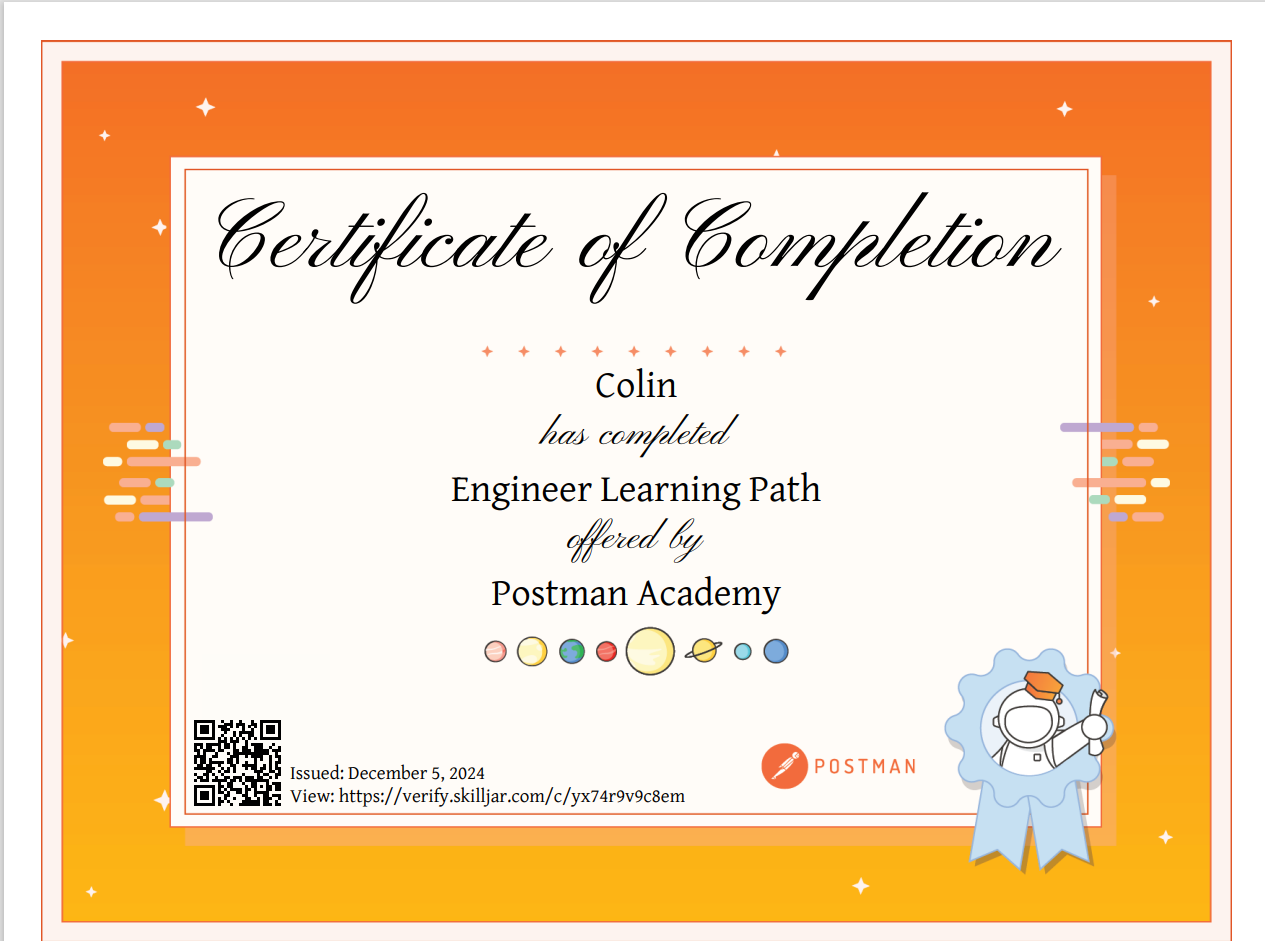 Certificate of Completion
Colin
has completed
Engineer Learning Path
offered by
Postman Academy
Issued: December 5, 2024
View: https://verify.skilljar.com/c/yx74r9v9c8em
POSTMAN